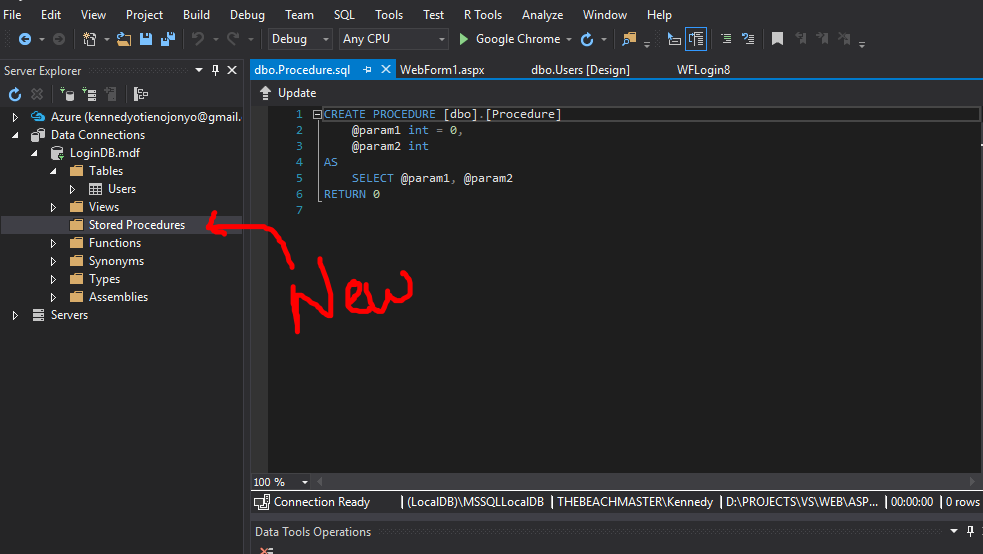 File Edit View Project Build Debug Team SQL Tools Test R Tools Analyze Window Help
Debug Any CPU Google Chrome
Server Explorer
Azure (kennedyotienojonyo@gmail.
Data Connections
LoginDB.mdf
Tables
Users
Views
Stored Procedures
Functions
Synonyms
Types
Assemblies
Servers
dbo.Procedure.sql WebForm1.aspx dbo.Users [Design] WFLogin8
Update
1 CREATE PROCEDURE [dbo].[Procedure]
2 @param1 int = 0,
3 @param2 int
4 AS
5 SELECT @param1, @param2
6 RETURN 0
7
New
100 %
Connection Ready (LocalDB)\MSSQLLocalDB THEBEACHMASTER\Kennedy D:\PROJECTS\VS\WEB\ASP... 00:00:00 0 rows
Data Tools Operations